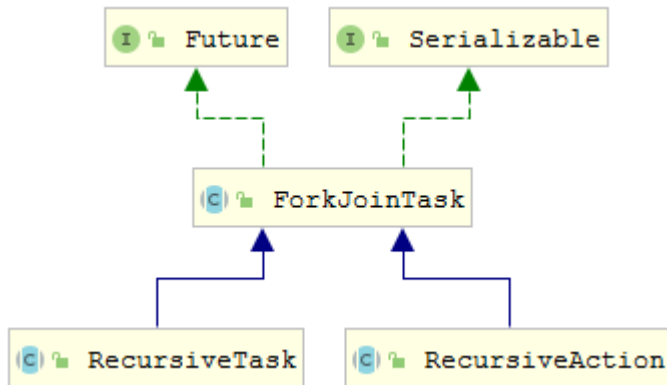 I Future
I Serializable
C ForkJoinTask
C RecursiveTask
C RecursiveAction